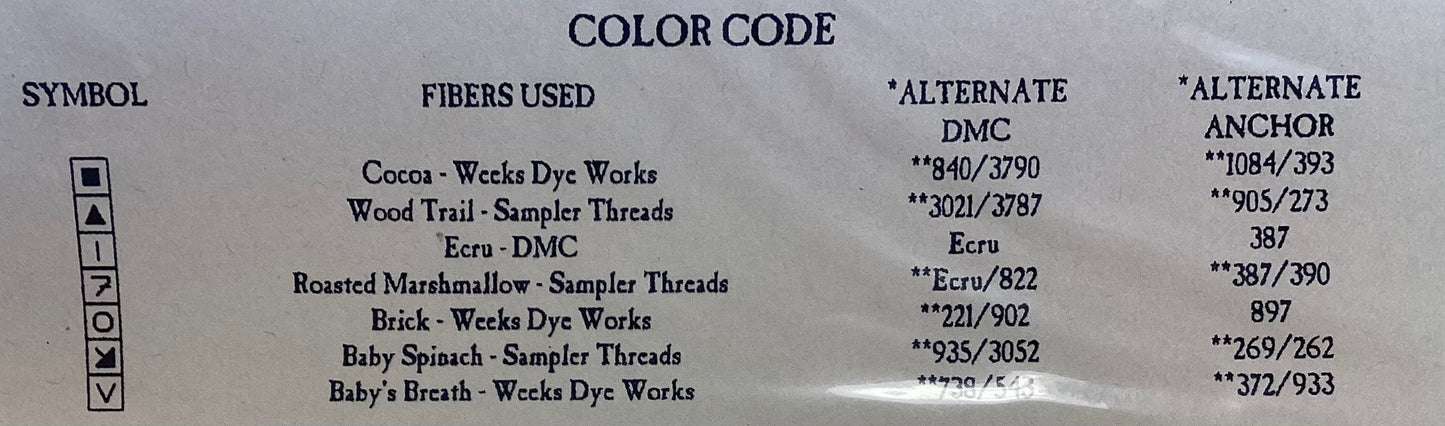 COLOR CODE
SYMBOL FIBERS USED *ALTERNATE DMC *ALTERNATE ANCHOR
■ Cocoa - Weeks Dye Works **840/3790 **1084/393
▲ Wood Trail - Sampler Threads **3021/3787 **905/273
| Ecru - DMC Ecru 387
Roasted Marshmallow - Sampler Threads **Ecru/822 **387/390
O Brick - Weeks Dye Works **221/902 897
Baby Spinach - Sampler Threads **935/3052 **269/262
V Baby's Breath - Weeks Dye Works **738/543 **372/933